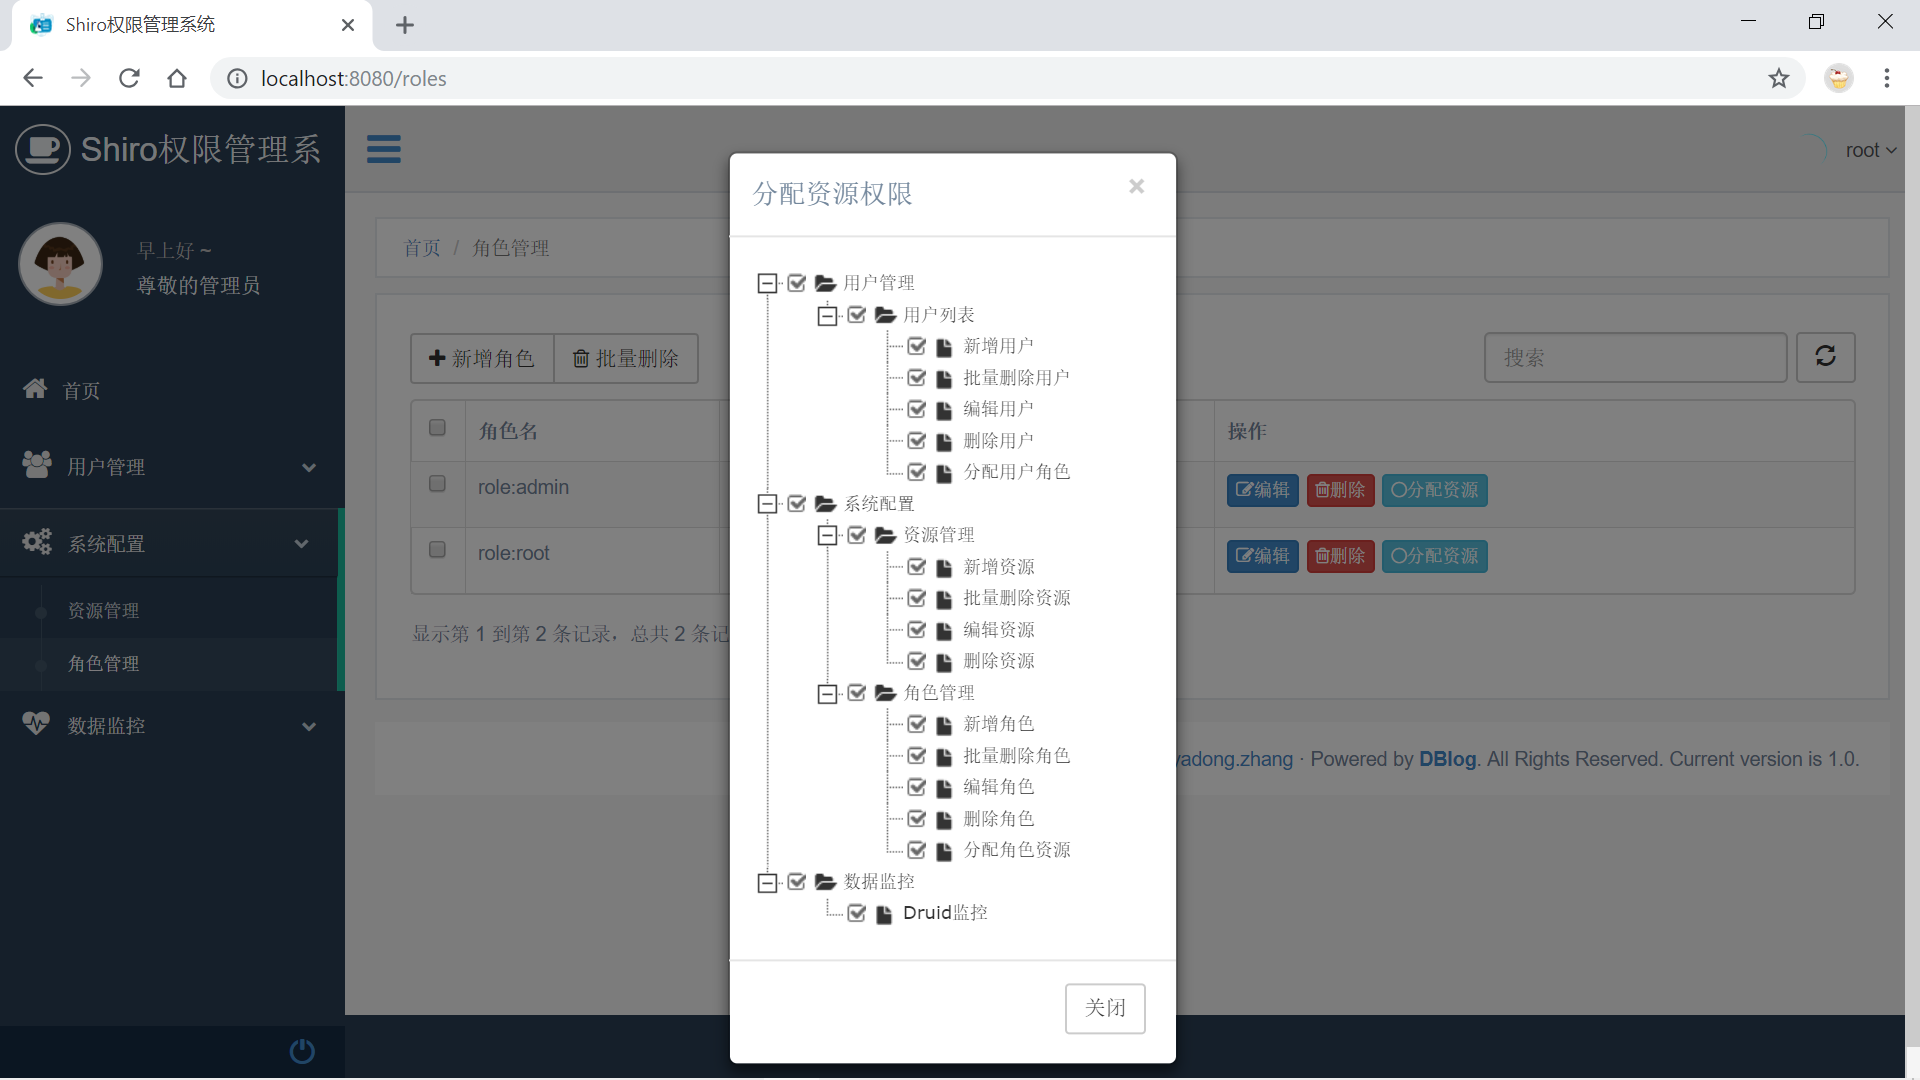 Shiro权限管理系统
localhost:8080/roles
Shiro权限管理系
root
早上好 ~
尊敬的管理员
首页
用户管理
系统配置
资源管理
角色管理
数据监控
首页 / 角色管理
新增角色
批量删除
搜索
角色名
操作
role:admin
编辑
删除
分配资源
role:root
编辑
删除
分配资源
显示第 1 到第 2 条记录，总共 2 条记
yadong.zhang · Powered by DBlog. All Rights Reserved. Current version is 1.0.
分配资源权限
×
用户管理
用户列表
新增用户
批量删除用户
编辑用户
删除用户
分配用户角色
系统配置
资源管理
新增资源
批量删除资源
编辑资源
删除资源
角色管理
新增角色
批量删除角色
编辑角色
删除角色
分配角色资源
数据监控
Druid监控
关闭